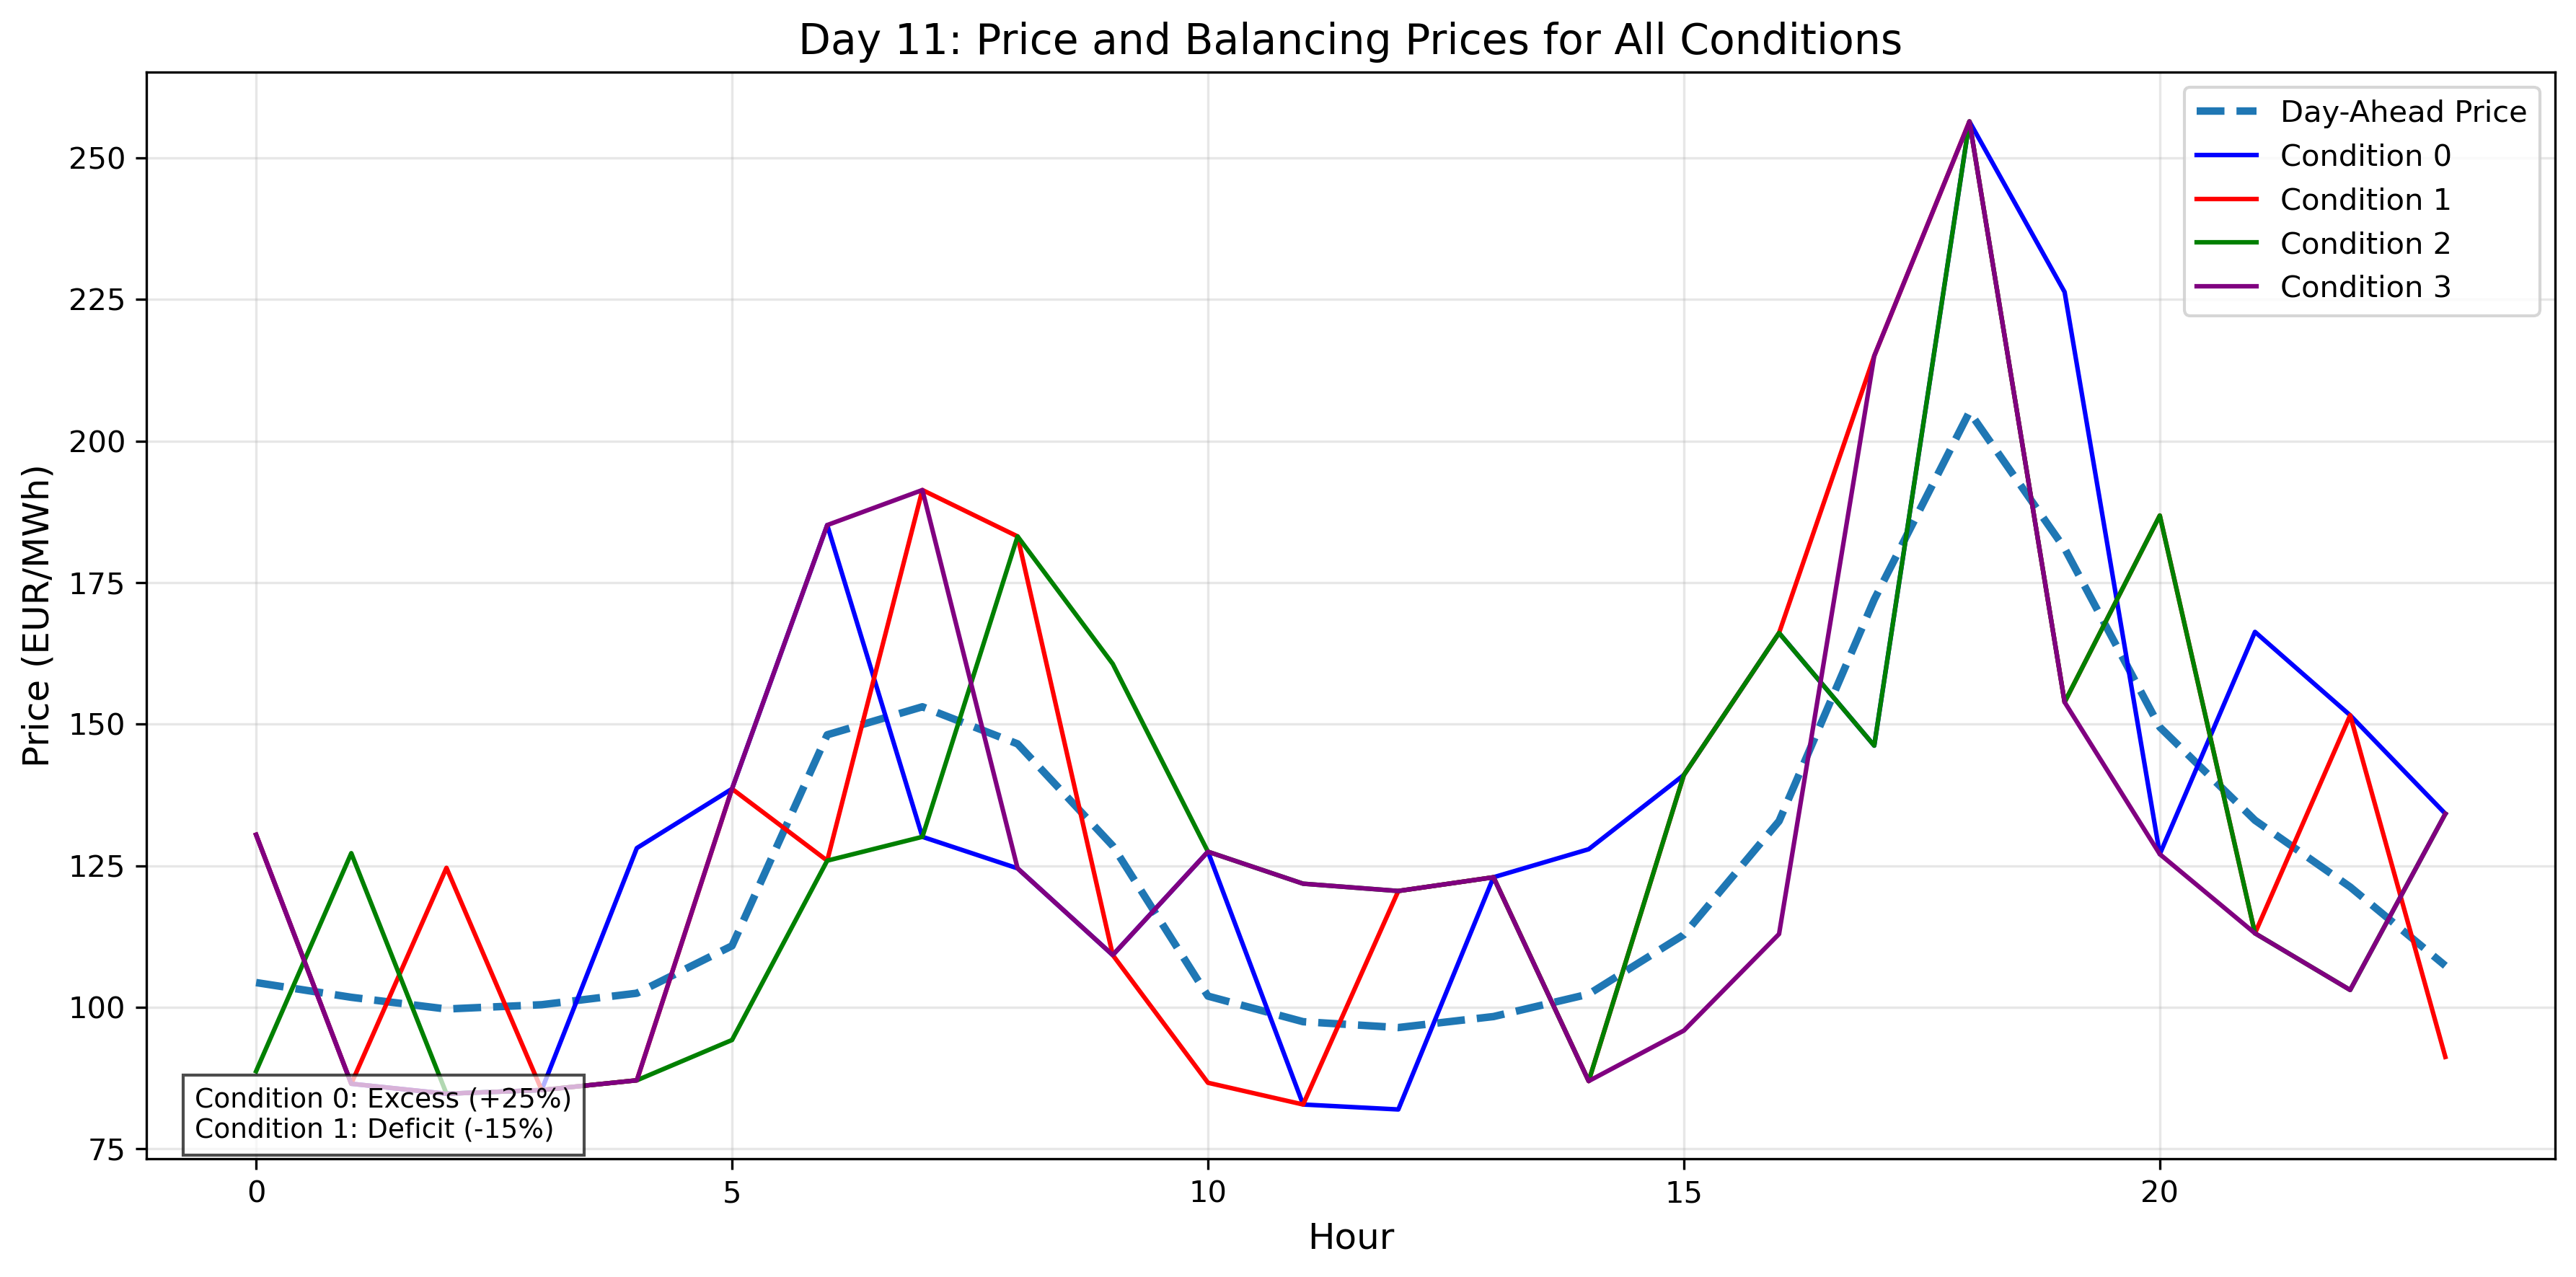 Day 11: Price and Balancing Prices for All Conditions
Day-Ahead Price
Condition 0
Condition 1
Condition 2
Condition 3
Price (EUR/MWh)
250
225
200
175
150
125
100
75
Condition 0: Excess (+25%)
Condition 1: Deficit (-15%)
0 5 10 15 20
Hour